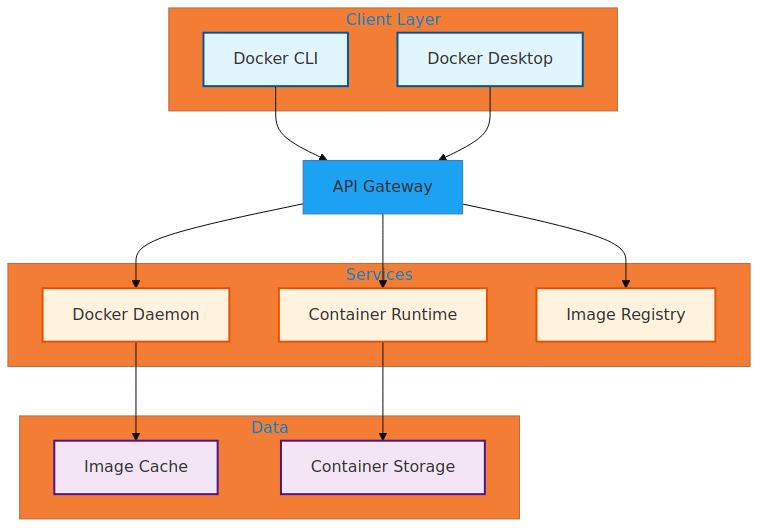 Client Layer
Docker CLI
Docker Desktop
API Gateway
Services
Docker Daemon
Container Runtime
Image Registry
Data
Image Cache
Container Storage